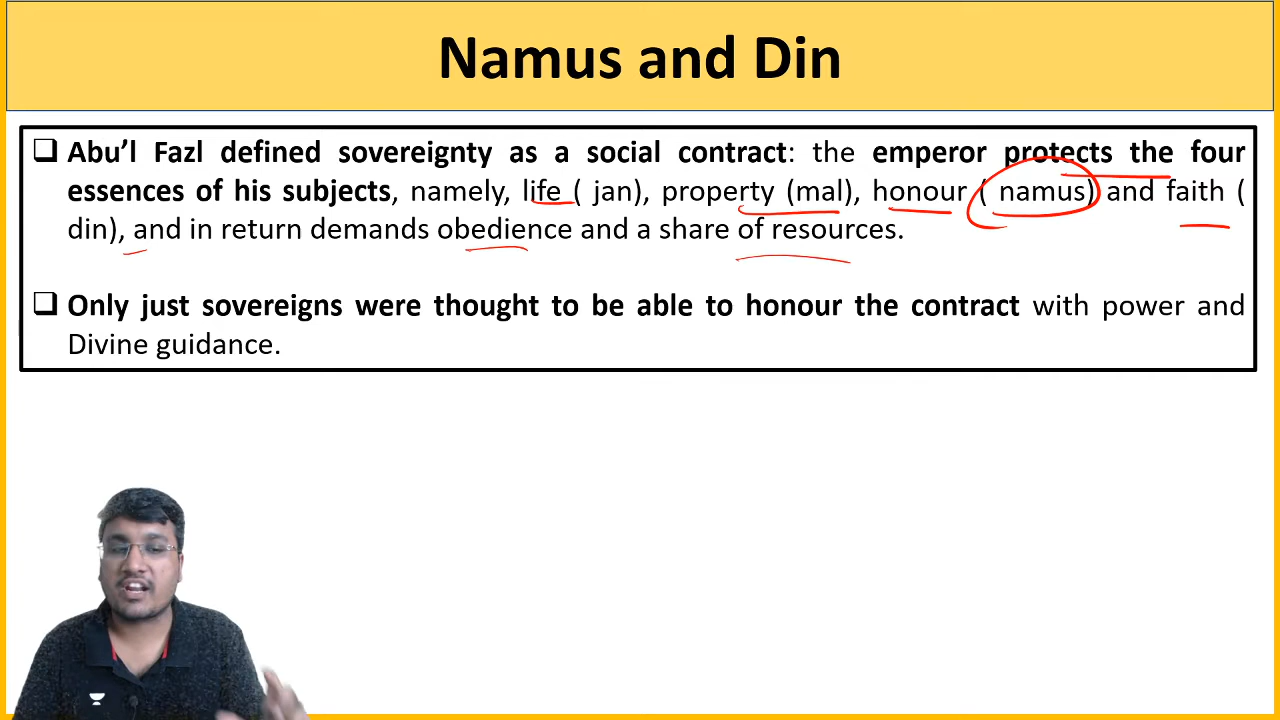 Namus and Din
❑ Abu’l Fazl defined sovereignty as a social contract: the emperor protects the four
essences of his subjects, namely, life ( jan), property (mal), honour ( namus) and faith (
din), and in return demands obedience and a share of resources.
❑ Only just sovereigns were thought to be able to honour the contract with power and
Divine guidance.